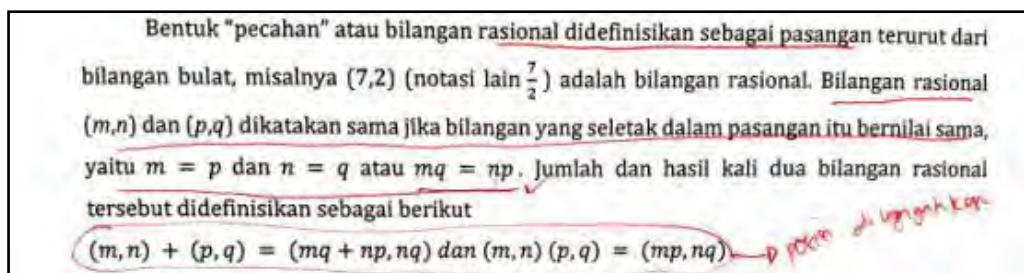 Bentuk "pecahan" atau bilangan rasional didefinisikan sebagai pasangan terurut dari
bilangan bulat, misalnya (7,2) (notasi lain 7/2) adalah bilangan rasional. Bilangan rasional
(m,n) dan (p,q) dikatakan sama jika bilangan yang seletak dalam pasangan itu bernilai sama,
yaitu m = p dan n = q atau mq = np. Jumlah dan hasil kali dua bilangan rasional
tersebut didefinisikan sebagai berikut
(m,n) + (p,q) = (mq + np, nq) dan (m,n) (p,q) = (mp, nq)